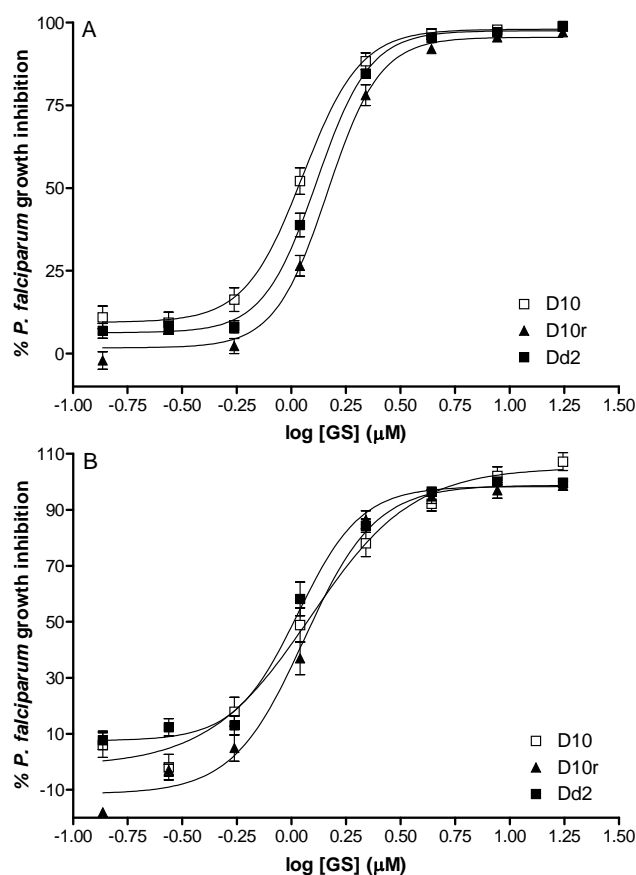 A
% P. falciparum growth inhibition
100
75
50
25
0
D10
D10r
Dd2
-1.00 -0.75 -0.50 -0.25 0.00 0.25 0.50 0.75 1.00 1.25 1.50
log [GS] (μM)
B
% P. falciparum growth inhibition
110
90
70
50
30
10
-10
D10
D10r
Dd2
-1.00 -0.75 -0.50 -0.25 0.00 0.25 0.50 0.75 1.00 1.25 1.50
log [GS] (μM)